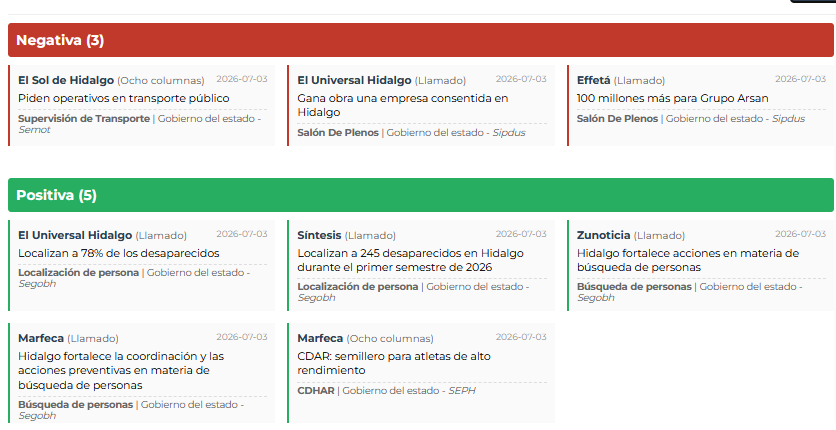 Negativa (3)
El Sol de Hidalgo (Ocho columnas) 2026-07-03
Piden operativos en transporte público
Supervisión de Transporte | Gobierno del estado -
Semot
El Universal Hidalgo (Llamado) 2026-07-03
Gana obra una empresa consentida en
Hidalgo
Salón De Plenos | Gobierno del estado - Sipdus
Effetá (Llamado) 2026-07-03
100 millones más para Grupo Arsan
Salón De Plenos | Gobierno del estado - Sipdus
Positiva (5)
El Universal Hidalgo (Llamado) 2026-07-03
Localizan a 78% de los desaparecidos
Localización de persona | Gobierno del estado -
Segobh
Síntesis (Llamado) 2026-07-03
Localizan a 245 desaparecidos en Hidalgo
durante el primer semestre de 2026
Localización de persona | Gobierno del estado -
Segobh
Zunoticia (Llamado) 2026-07-03
Hidalgo fortalece acciones en materia de
búsqueda de personas
Búsqueda de personas | Gobierno del estado -
Segobh
Marfeca (Llamado) 2026-07-03
Hidalgo fortalece la coordinación y las
acciones preventivas en materia de
búsqueda de personas
Búsqueda de personas | Gobierno del estado -
Segobh
Marfeca (Ocho columnas) 2026-07-03
CDAR: semillero para atletas de alto
rendimiento
CDHAR | Gobierno del estado - SEPH